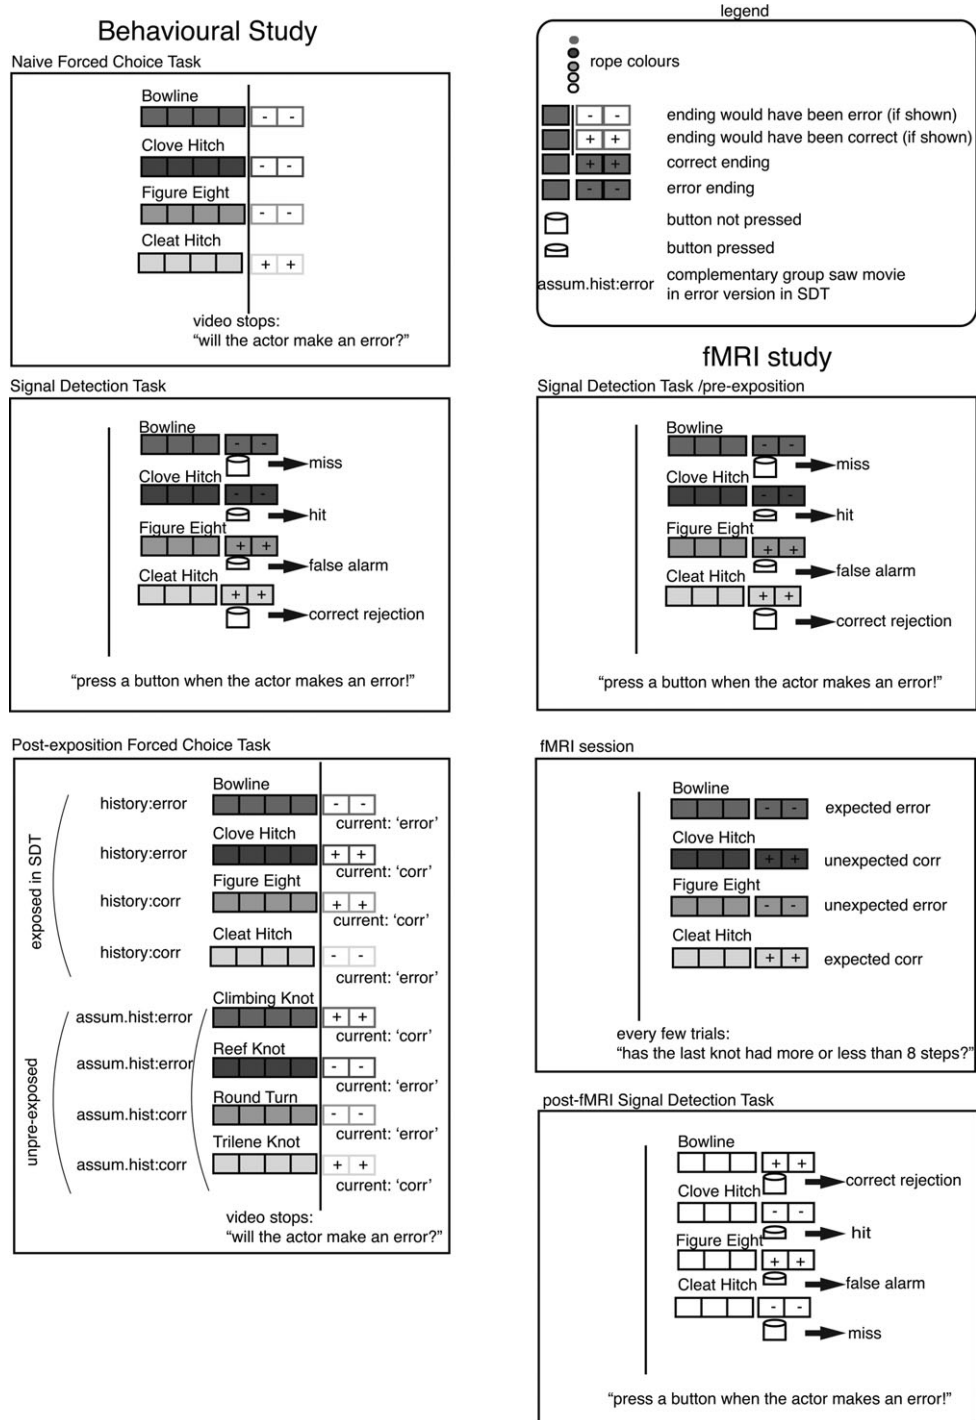 Behavioural Study
Naive Forced Choice Task
Bowline
- -
Clove Hitch
- -
Figure Eight
- -
Cleat Hitch
+ +
video stops:
“will the actor make an error?”
Signal Detection Task
Bowline
- -
miss
Clove Hitch
- -
hit
Figure Eight
+ +
false alarm
Cleat Hitch
+ +
correct rejection
“press a button when the actor makes an error!”
Post-exposition Forced Choice Task
exposed in SDT
Bowline
history:error
- -
current: ‘error’
Clove Hitch
history:error
+ +
current: ‘corr’
Figure Eight
history:corr
+ +
current: ‘corr’
Cleat Hitch
history:corr
- -
current: ‘error’
unpre-exposed
Climbing Knot
assum.hist:error
+ +
current: ‘corr’
Reef Knot
assum.hist:error
- -
current: ‘error’
Round Turn
assum.hist:corr
- -
current: ‘error’
Trilene Knot
assum.hist:corr
+ +
current: ‘corr’
video stops:
“will the actor make an error?”
legend
rope colours
- - ending would have been error (if shown)
+ + ending would have been correct (if shown)
+ + correct ending
- - error ending
button not pressed
button pressed
assum.hist:error complementary group saw movie
in error version in SDT
fMRI study
Signal Detection Task /pre-exposition
Bowline
- -
miss
Clove Hitch
- -
hit
Figure Eight
+ +
false alarm
Cleat Hitch
+ +
correct rejection
“press a button when the actor makes an error!”
fMRI session
Bowline
- - expected error
Clove Hitch
+ + unexpected corr
Figure Eight
- - unexpected error
Cleat Hitch
+ + expected corr
every few trials:
“has the last knot had more or less than 8 steps?”
post-fMRI Signal Detection Task
Bowline
+ +
correct rejection
Clove Hitch
- -
hit
Figure Eight
+ +
false alarm
Cleat Hitch
- -
miss
“press a button when the actor makes an error!”